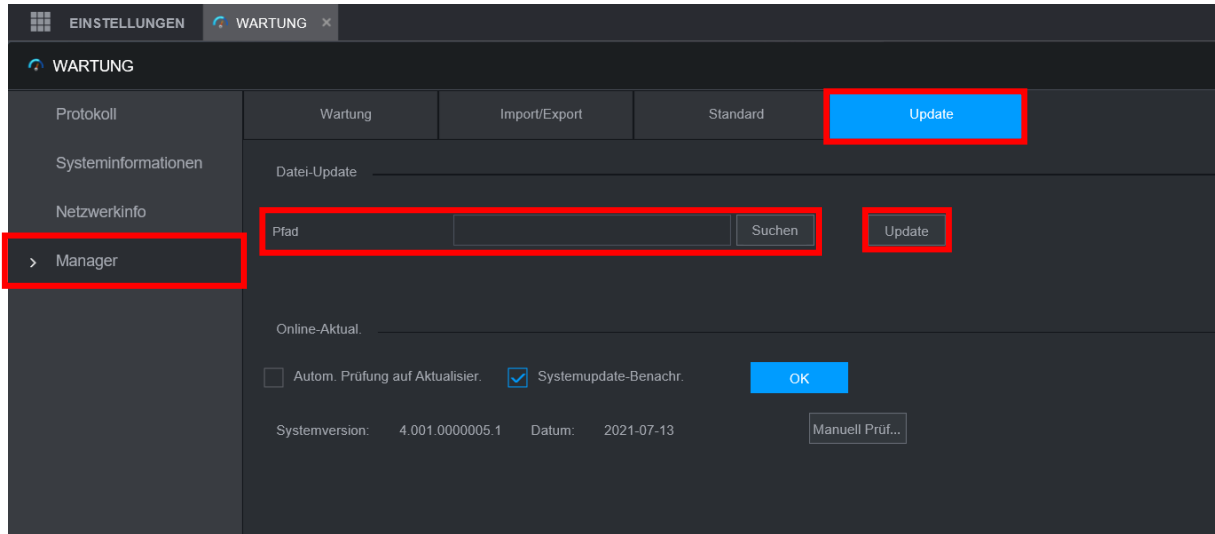 EINSTELLUNGEN WARTUNG ×
WARTUNG
Protokoll Wartung Import/Export Standard Update
Systeminformationen Datei-Update
Netzwerkinfo
Pfad Suchen Update
> Manager
Online-Aktual.
Autom. Prüfung auf Aktualisier. Systemupdate-Benachr. OK
Systemversion: 4.001.0000005.1 Datum: 2021-07-13 Manuell Prüf...